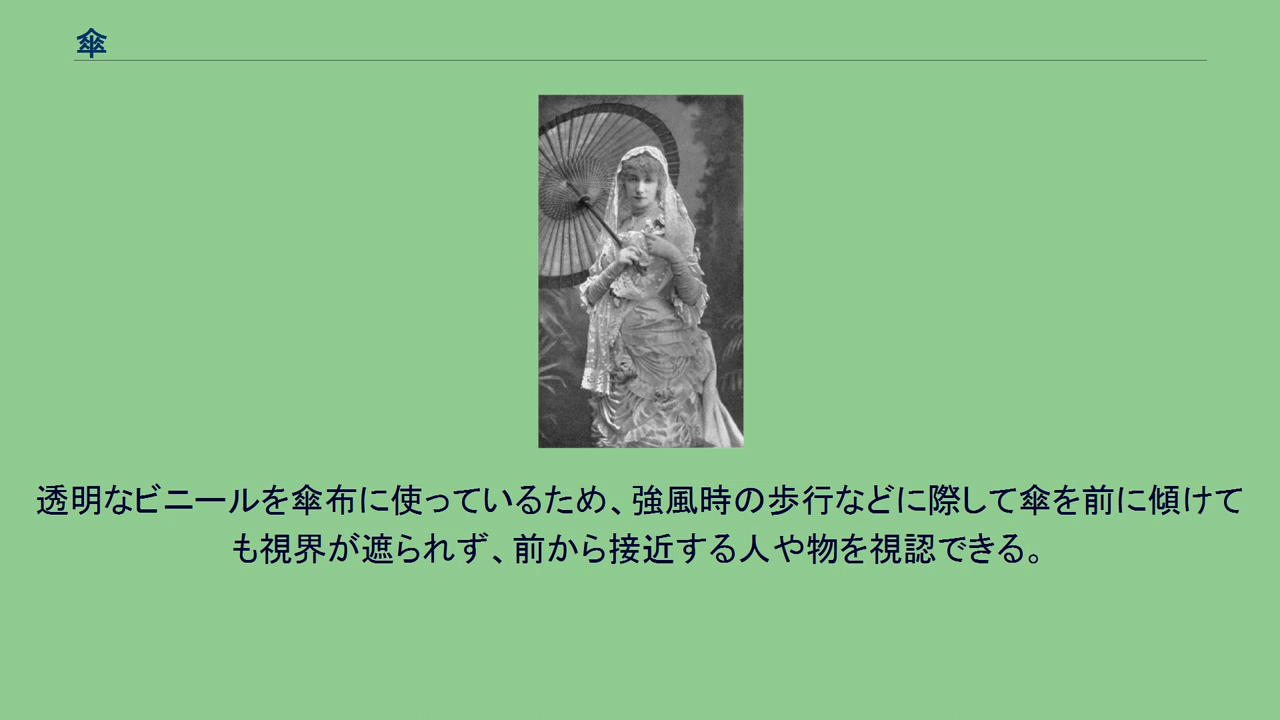 傘
透明なビニールを傘布に使っているため、強風時の歩行などに際して傘を前に傾けて
も視界が遮られず、前から接近する人や物を視認できる。